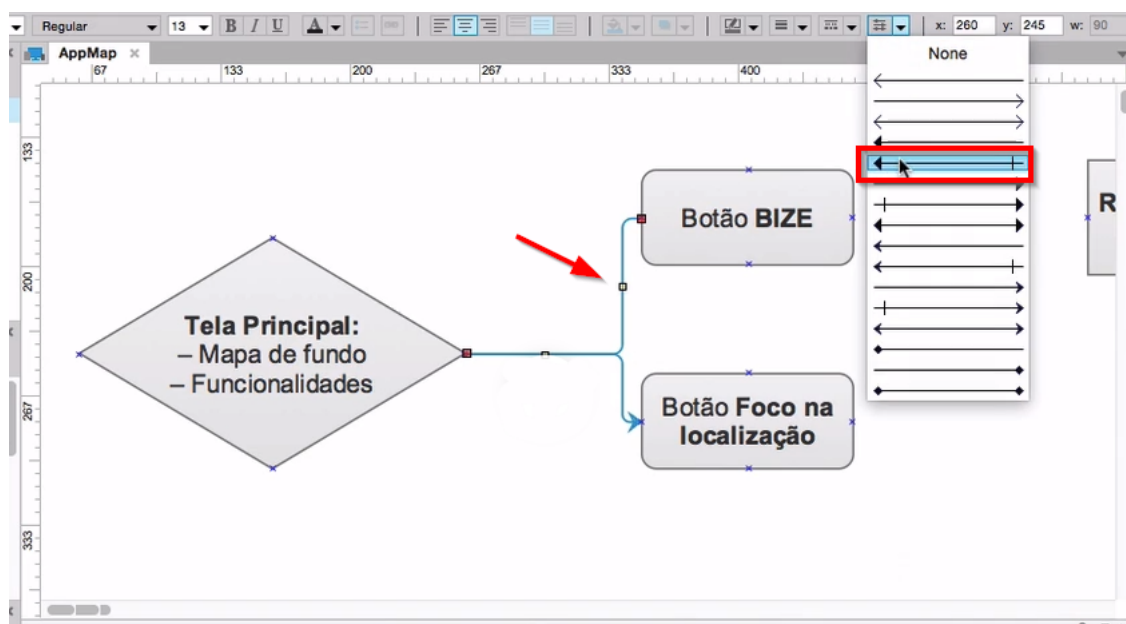 Regular 13 B I U A x: 260 y: 245 w: 90
AppMap ×
67 133 200 267 333 400
None
133
Botão BIZE
R
200
Tela Principal:
– Mapa de fundo
– Funcionalidades
267
Botão Foco na
localização
333